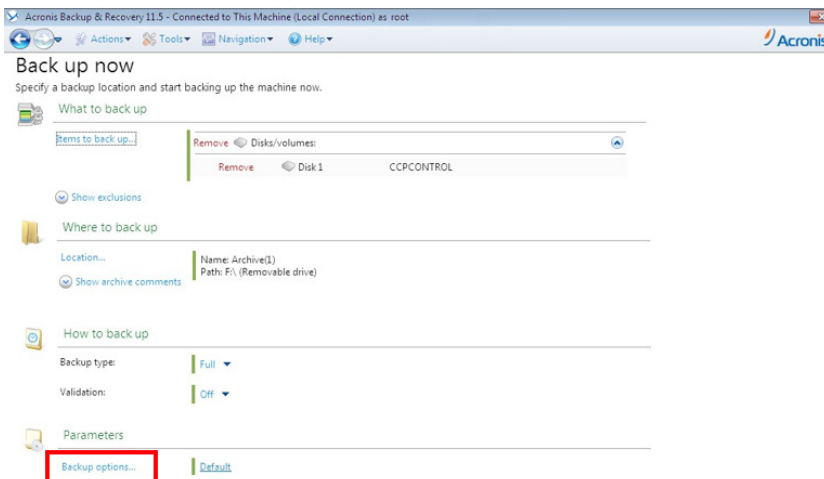 Acronis Backup & Recovery 11.5 - Connected to This Machine (Local Connection) as root
Actions Tools Navigation Help
Acronis
Back up now
Specify a backup location and start backing up the machine now.
What to back up
Items to back up...
Remove Disks/volumes:
Remove Disk 1 CCPCONTROL
Show exclusions
Where to back up
Location...
Name: Archive(1)
Path: F:\ (Removable drive)
Show archive comments
How to back up
Backup type: Full
Validation: Off
Parameters
Backup options... Default